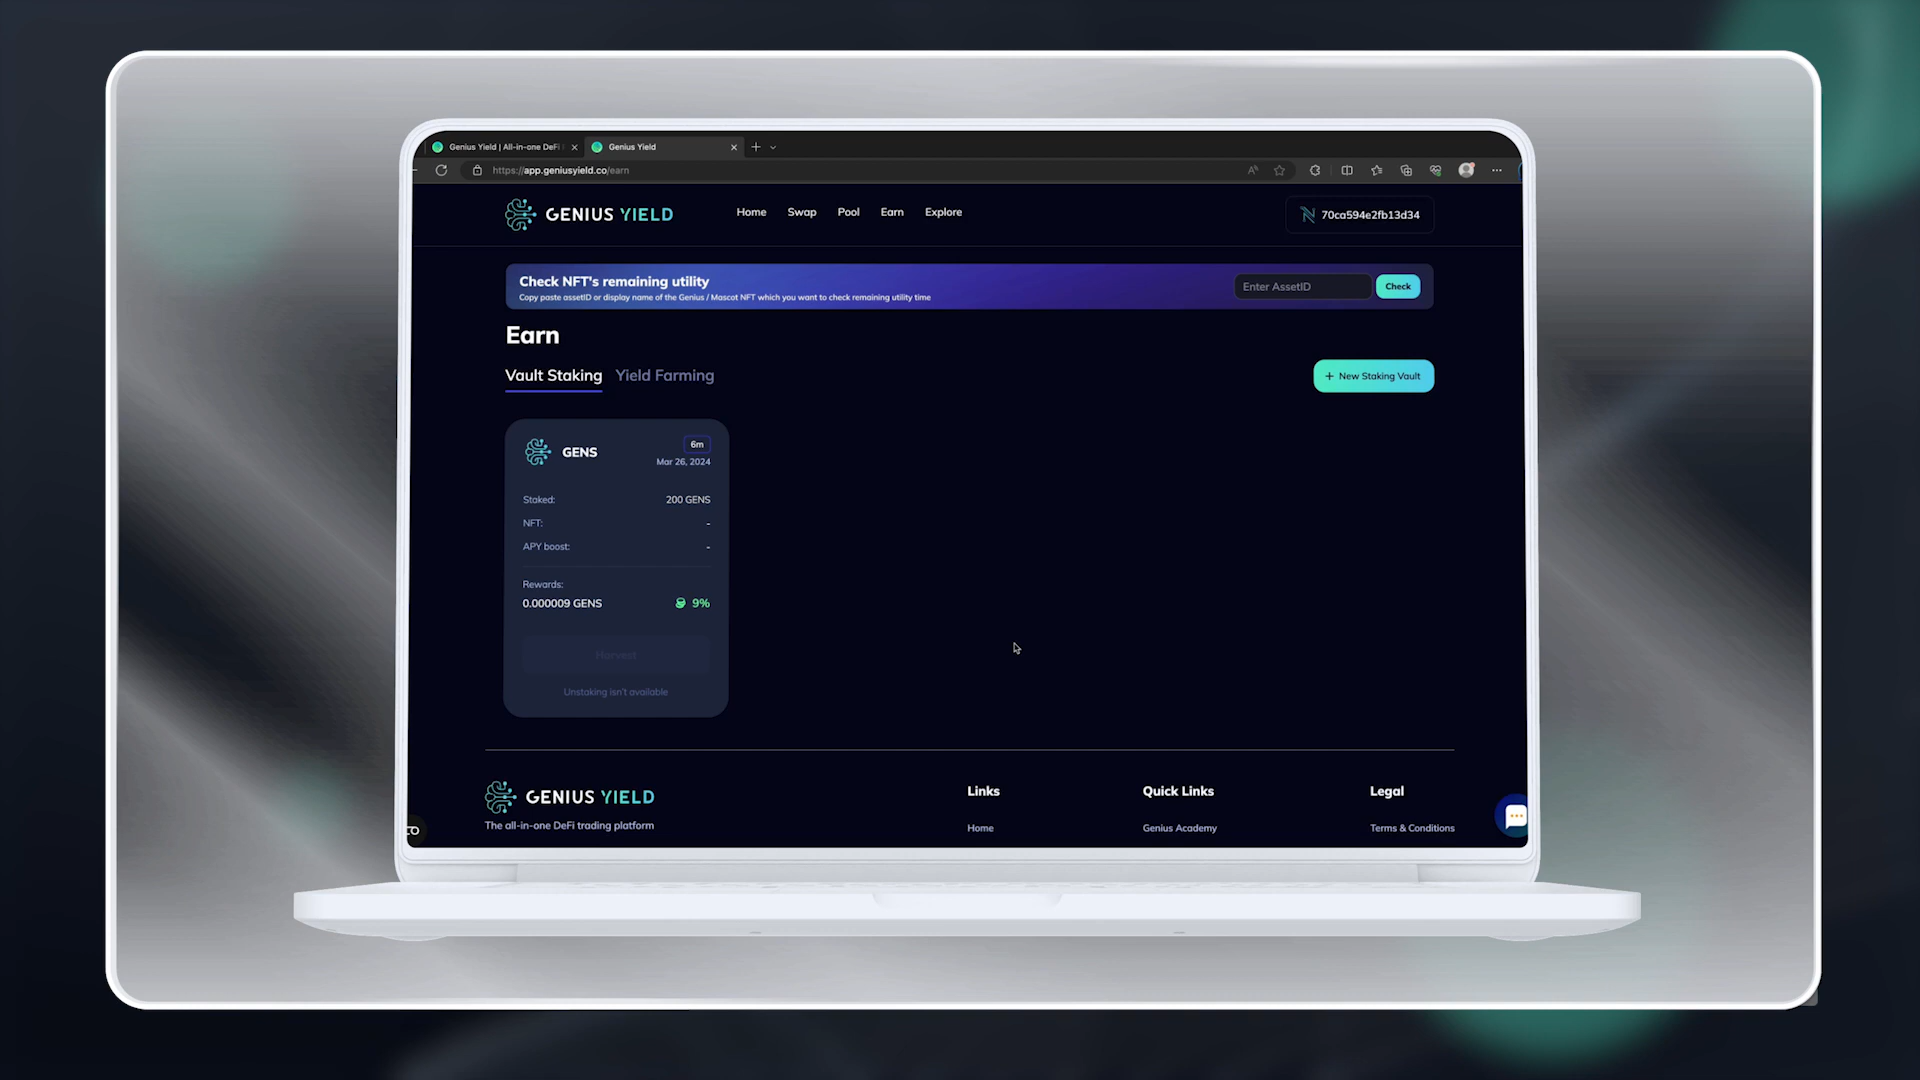 Genius Yield | All-in-one DeFi
Genius Yield
https://app.geniusyield.co/earn
GENIUS YIELD
Home
Swap
Pool
Earn
Explore
70ca594e2fb13d34
Check NFT's remaining utility
Copy paste assetID or display name of the Genius / Mascot NFT which you want to check remaining utility time
Enter AssetID
Check
Earn
Vault Staking
Yield Farming
+ New Staking Vault
GENS
6m
Mar 26, 2024
Staked:
200 GENS
NFT:
-
APY boost:
-
Rewards:
0.000009 GENS
9%
Harvest
Unstaking isn't available
GENIUS YIELD
The all-in-one DeFi trading platform
Links
Home
Quick Links
Genius Academy
Legal
Terms & Conditions